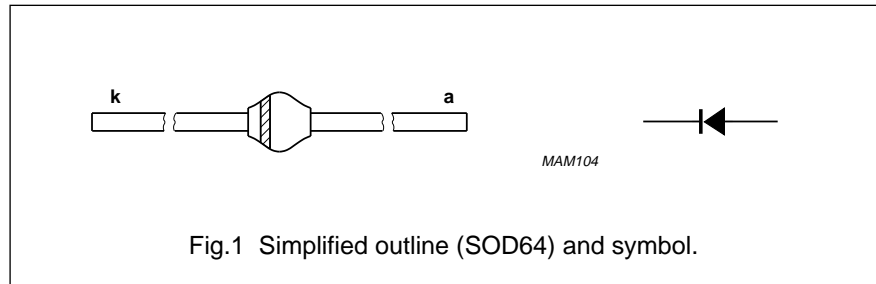 k
a
MAM104
Fig.1 Simplified outline (SOD64) and symbol.